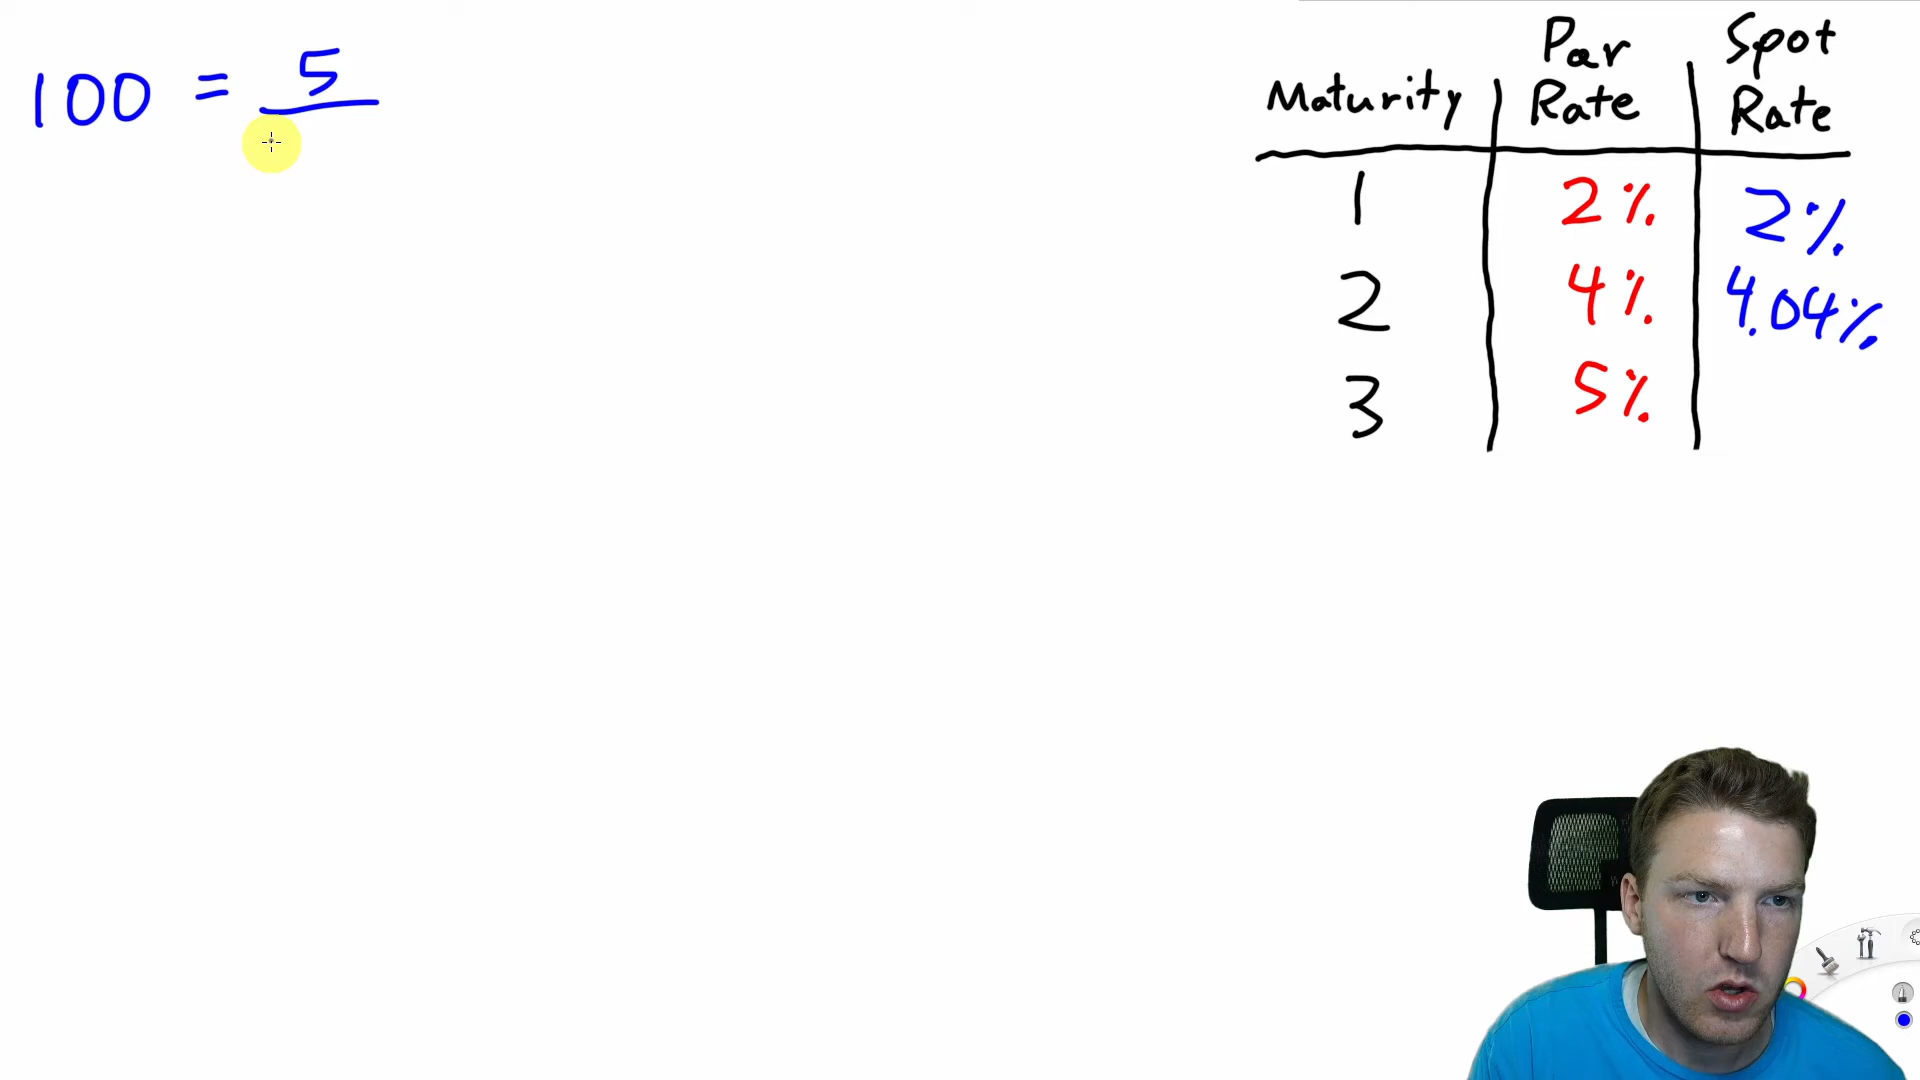 100 = 5
Maturity Par Rate Spot Rate
1 2% 2%
2 4% 4.04%
3 5%